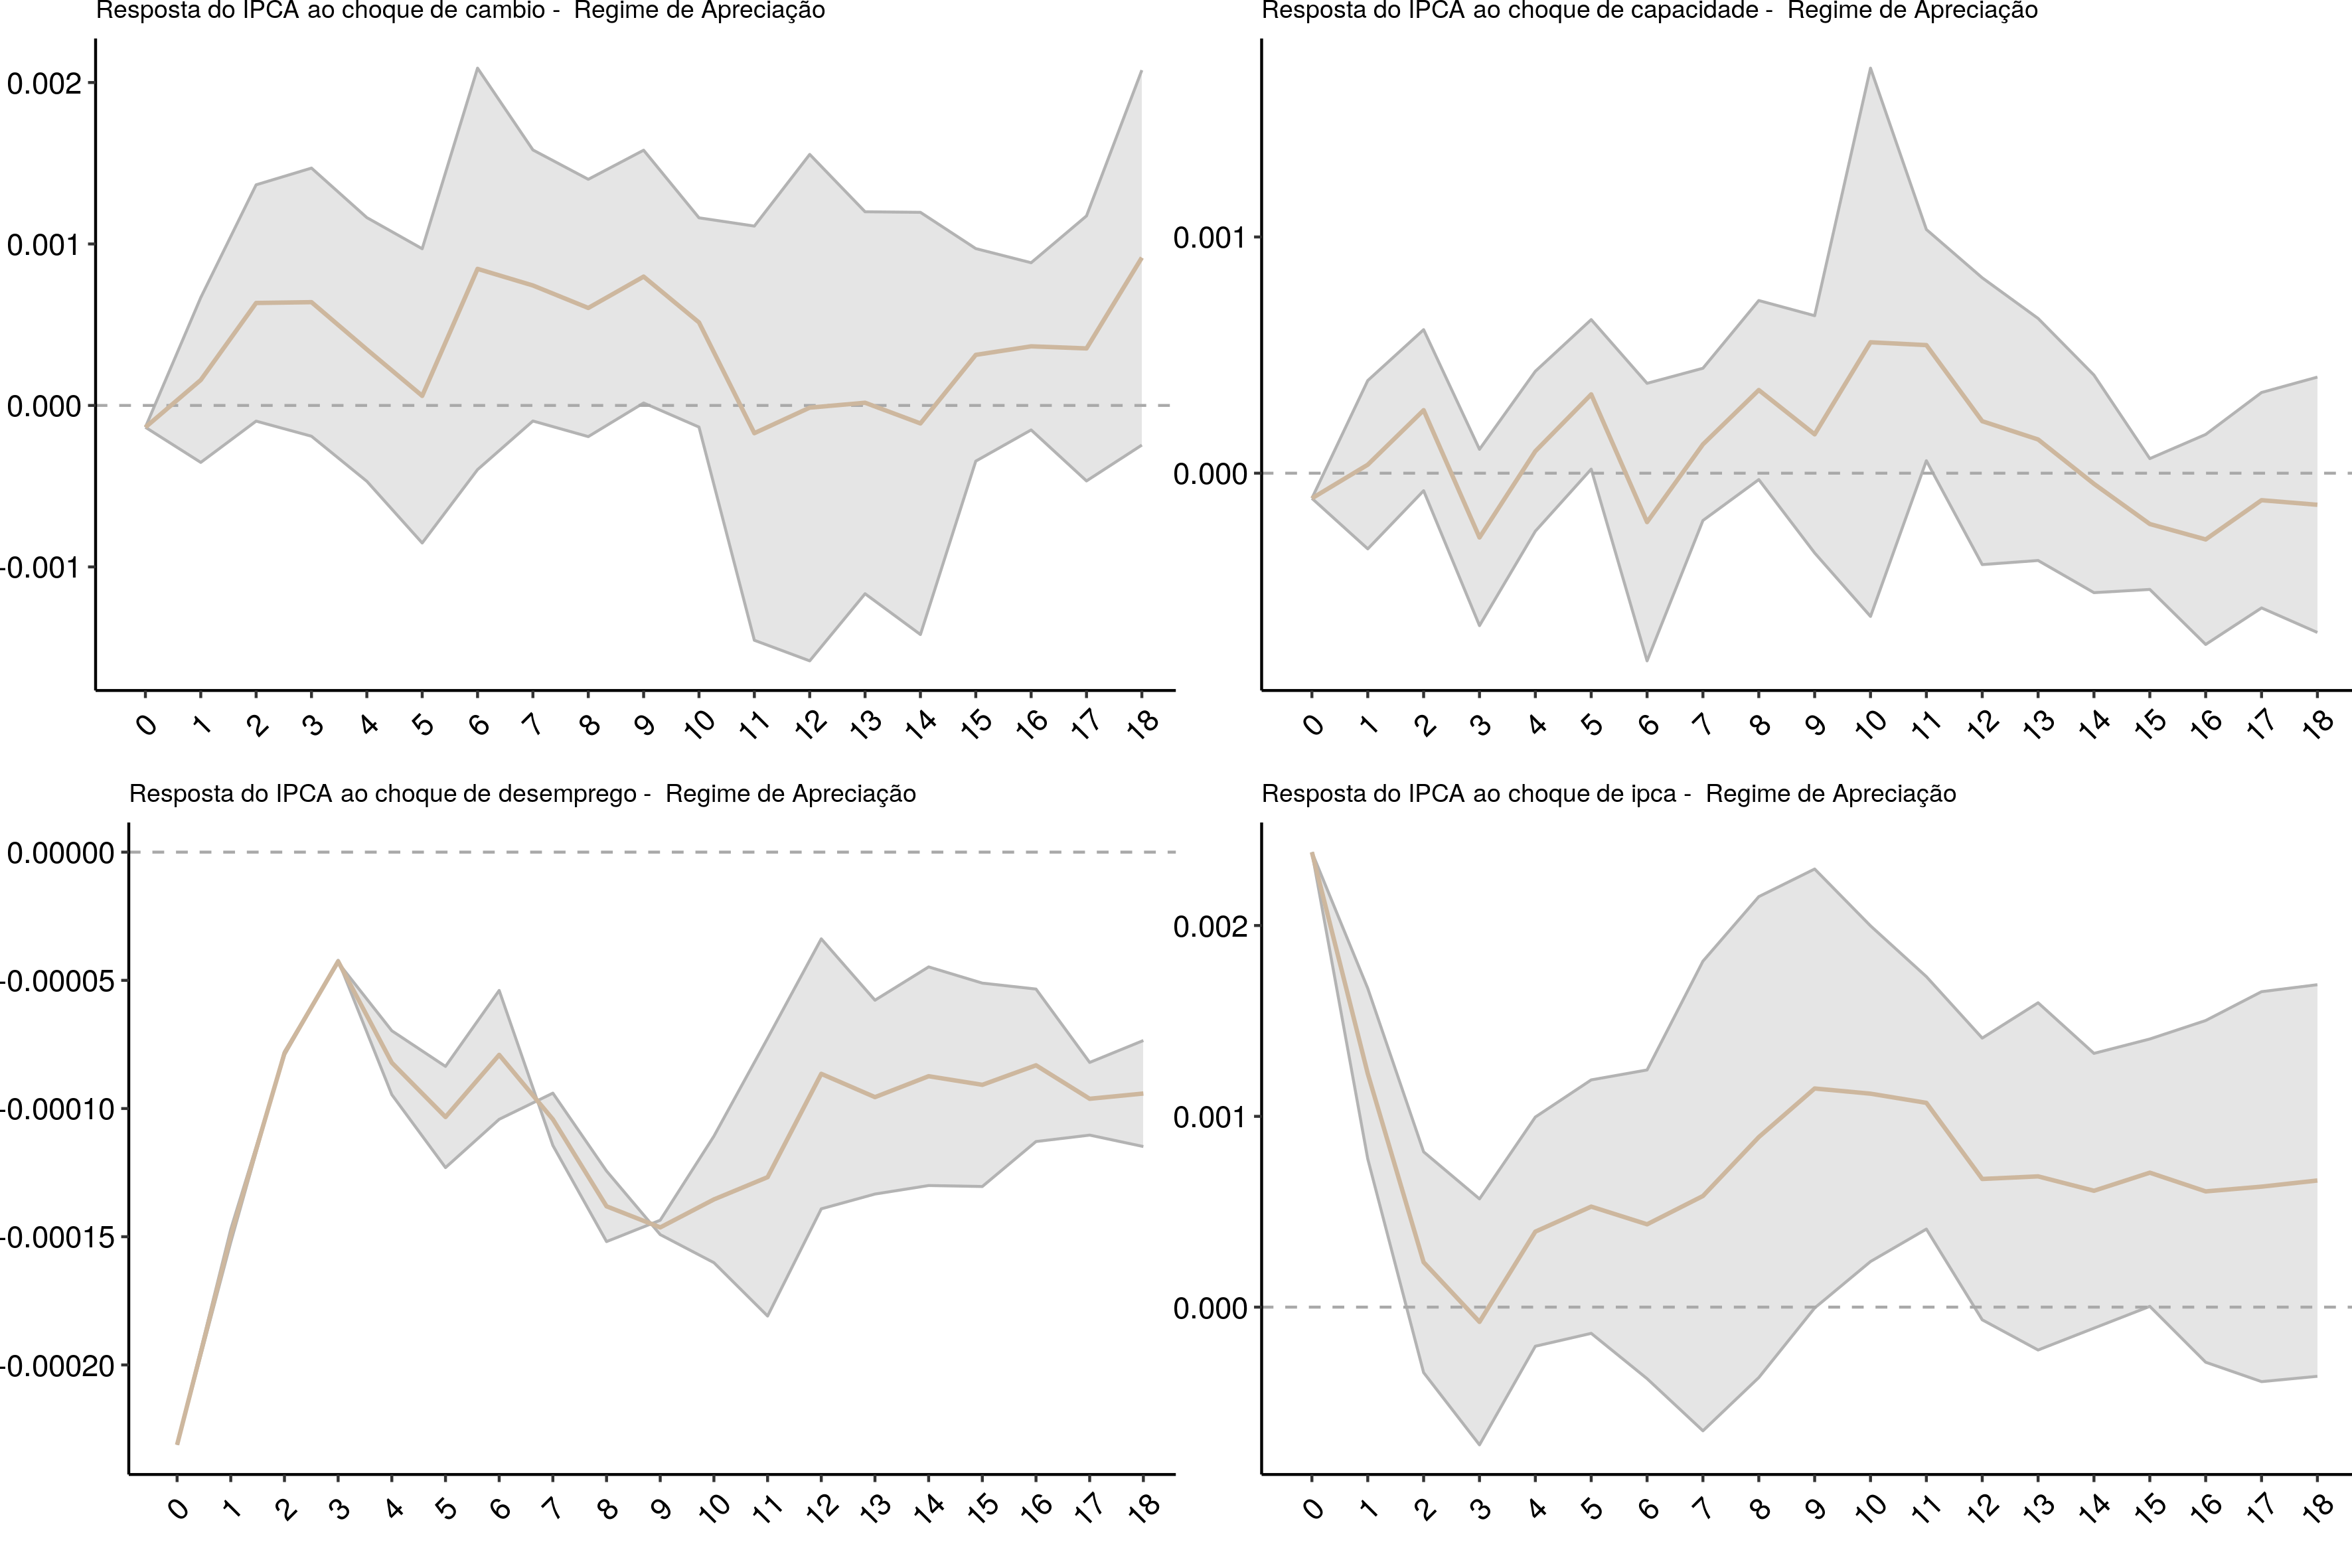 Resposta do IPCA ao choque de cambio -  Regime de Apreciação
0.002
0.001
0.000
-0.001
0 1 2 3 4 5 6 7 8 9 10 11 12 13 14 15 16 17 18
Resposta do IPCA ao choque de capacidade -  Regime de Apreciação
0.001
0.000
0 1 2 3 4 5 6 7 8 9 10 11 12 13 14 15 16 17 18
Resposta do IPCA ao choque de desemprego -  Regime de Apreciação
0.00000
-0.00005
-0.00010
-0.00015
-0.00020
0 1 2 3 4 5 6 7 8 9 10 11 12 13 14 15 16 17 18
Resposta do IPCA ao choque de ipca -  Regime de Apreciação
0.002
0.001
0.000
0 1 2 3 4 5 6 7 8 9 10 11 12 13 14 15 16 17 18